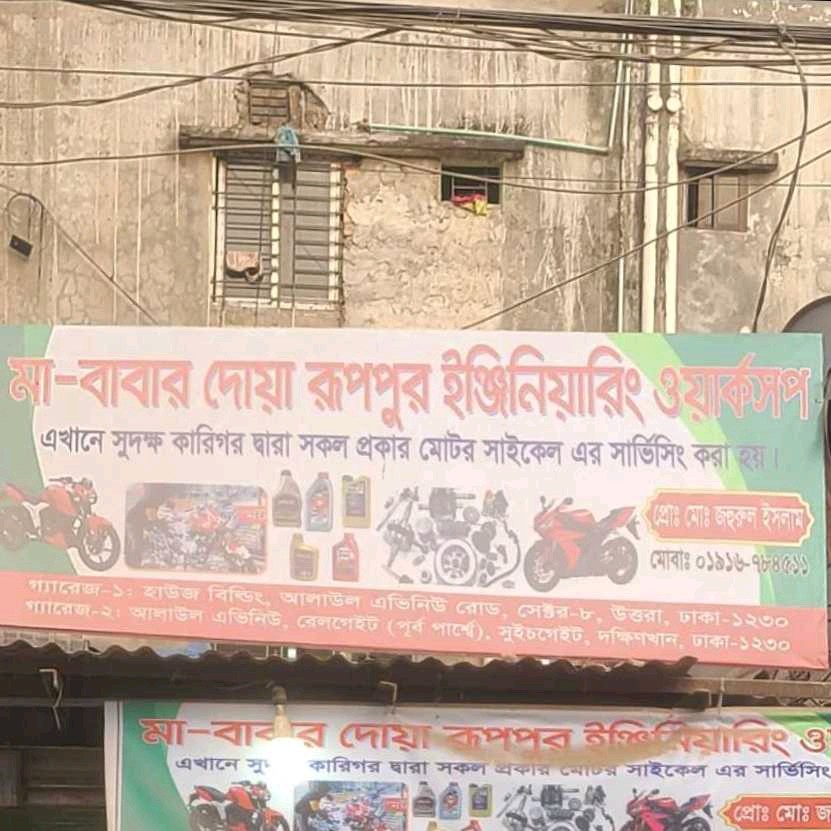 মা-বাবার দোয়া রূপপুর ইঞ্জিনিয়ারিং ওয়ার্কসপ
এখানে সুদক্ষ কারিগর দ্বারা সকল প্রকার মোটর সাইকেল এর সার্ভিসিং করা হয়।
প্রোঃ মোঃ জহুরুল ইসলাম
মোবাঃ ০১৯১৬-৭৮৪৫১১
গ্যারেজ-১: হাউজ বিল্ডিং, আলাউল এভিনিউ রোড, সেক্টর-৮, উত্তরা, ঢাকা-১২৩০
গ্যারেজ-২: আলাউল এভিনিউ, রেলগেইট (পূর্ব পার্শ্বে), সুইচগেইট, দক্ষিণখান, ঢাকা-১২৩০
মা-বাবার দোয়া রূপপুর ইঞ্জিনিয়ারিং
এখানে কারিগর দ্বারা সকল প্রকার মোটর সাইকেল এর সার্ভিসিং
প্রোঃ মোঃ